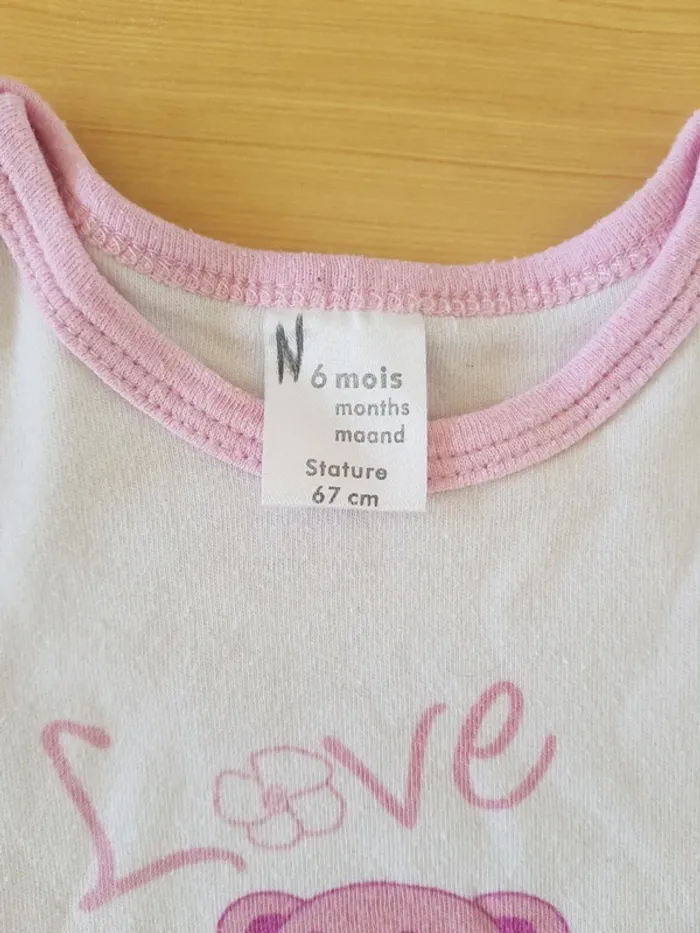 N
6 mois
months
maand
Stature
67 cm
Love